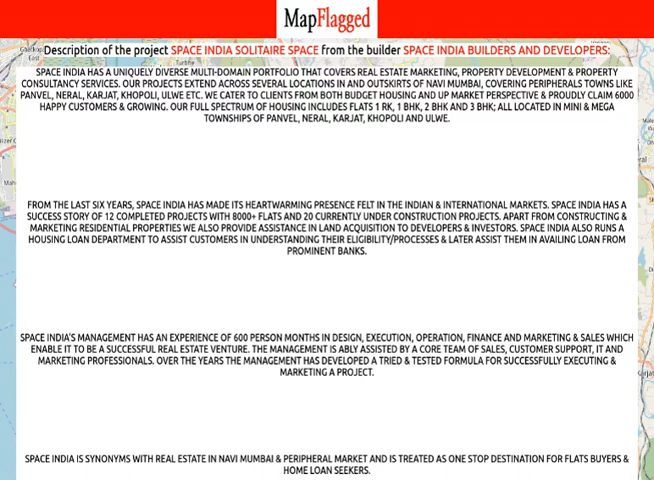 MapFlagged
Description of the project SPACE INDIA SOLITAIRE SPACE from the builder SPACE INDIA BUILDERS AND DEVELOPERS:
SPACE INDIA HAS A UNIQUELY DIVERSE MULTI-DOMAIN PORTFOLIO THAT COVERS REAL ESTATE MARKETING, PROPERTY DEVELOPMENT & PROPERTY
CONSULTANCY SERVICES. OUR PROJECTS EXTEND ACROSS SEVERAL LOCATIONS IN AND OUTSKIRTS OF NAVI MUMBAI, COVERING PERIPHERALS TOWNS LIKE
PANVEL, NERAL, KARJAT, KHOPOLI, ULWE ETC. WE CATER TO CLIENTS FROM BOTH BUDGET HOUSING AND UP MARKET PERSPECTIVE & PROUDLY CLAIM 6000
HAPPY CUSTOMERS & GROWING. OUR FULL SPECTRUM OF HOUSING INCLUDES FLATS 1 RK, 1 BHK, 2 BHK AND 3 BHK; ALL LOCATED IN MINI & MEGA
TOWNSHIPS OF PANVEL, NERAL, KARJAT, KHOPOLI AND ULWE.
FROM THE LAST SIX YEARS, SPACE INDIA HAS MADE ITS HEARTWARMING PRESENCE FELT IN THE INDIAN & INTERNATIONAL MARKETS. SPACE INDIA HAS A
SUCCESS STORY OF 12 COMPLETED PROJECTS WITH 8000+ FLATS AND 20 CURRENTLY UNDER CONSTRUCTION PROJECTS. APART FROM CONSTRUCTING &
MARKETING RESIDENTIAL PROPERTIES WE ALSO PROVIDE ASSISTANCE IN LAND ACQUISITION TO DEVELOPERS & INVESTORS. SPACE INDIA ALSO RUNS A
HOUSING LOAN DEPARTMENT TO ASSIST CUSTOMERS IN UNDERSTANDING THEIR ELIGIBILITY/PROCESSES & LATER ASSIST THEM IN AVAILING LOAN FROM
PROMINENT BANKS.
SPACE INDIA'S MANAGEMENT HAS AN EXPERIENCE OF 600 PERSON MONTHS IN DESIGN, EXECUTION, OPERATION, FINANCE AND MARKETING & SALES WHICH
ENABLE IT TO BE A SUCCESSFUL REAL ESTATE VENTURE. THE MANAGEMENT IS ABLY ASSISTED BY A CORE TEAM OF SALES, CUSTOMER SUPPORT, IT AND
MARKETING PROFESSIONALS. OVER THE YEARS THE MANAGEMENT HAS DEVELOPED A TRIED & TESTED FORMULA FOR SUCCESSFULLY EXECUTING &
MARKETING A PROJECT.
SPACE INDIA IS SYNONYMS WITH REAL ESTATE IN NAVI MUMBAI & PERIPHERAL MARKET AND IS TREATED AS ONE STOP DESTINATION FOR FLATS BUYERS &
HOME LOAN SEEKERS.